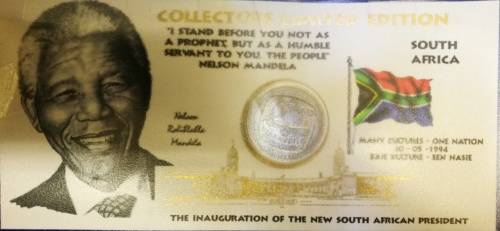 COLLECTORS LIMITED EDITION
"I STAND BEFORE YOU NOT AS
A PROPHET, BUT AS A HUMBLE
SERVANT TO YOU, THE PEOPLE"
NELSON MANDELA
SOUTH
AFRICA
Nelson
Rolihlahla
Mandela
MANY CULTURES - ONE NATION
10 - 05 - 1994
BAIE KULTURE - EEN NASIE
THE INAUGURATION OF THE NEW SOUTH AFRICAN PRESIDENT